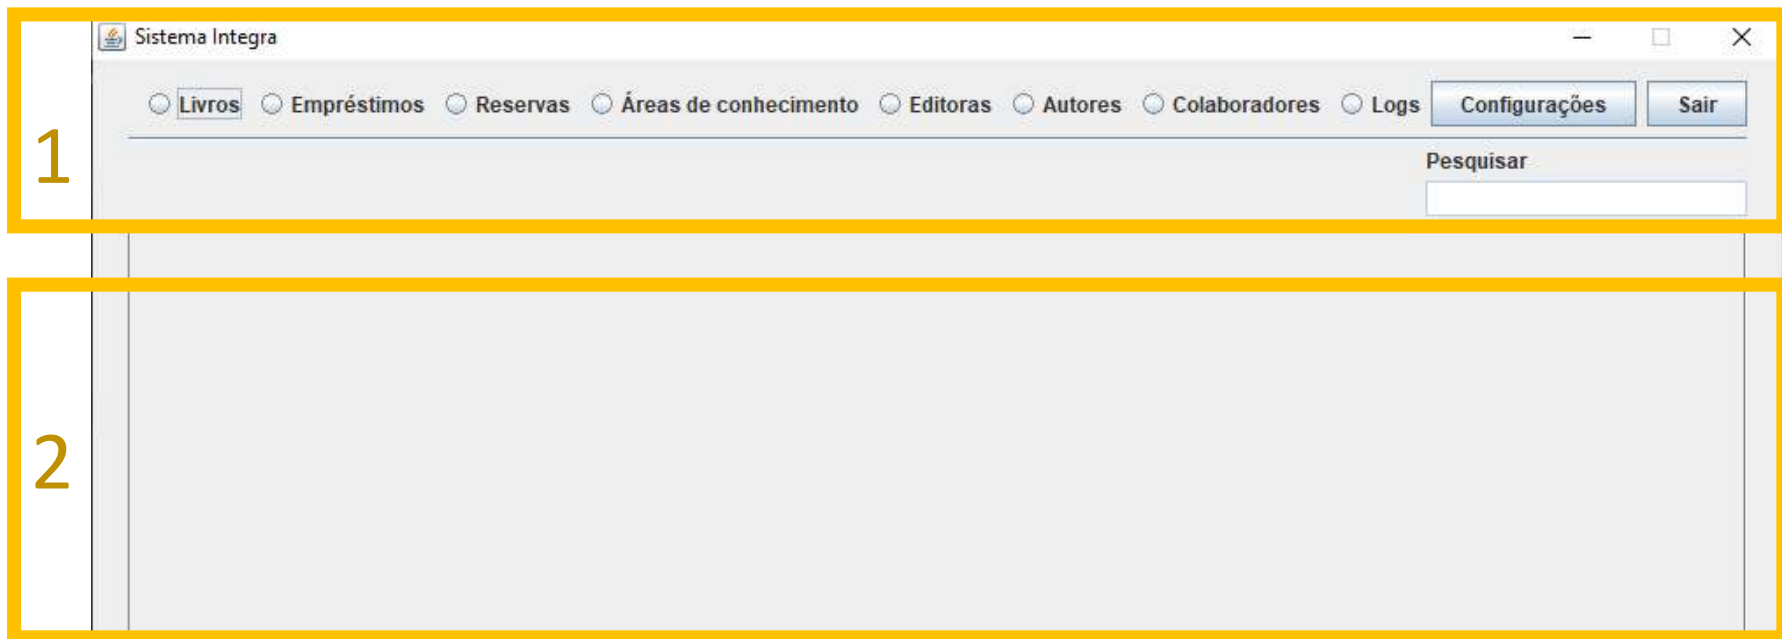 Sistema Integra
Livros Empréstimos Reservas Áreas de conhecimento Editoras Autores Colaboradores Logs Configurações Sair
1
Pesquisar
2